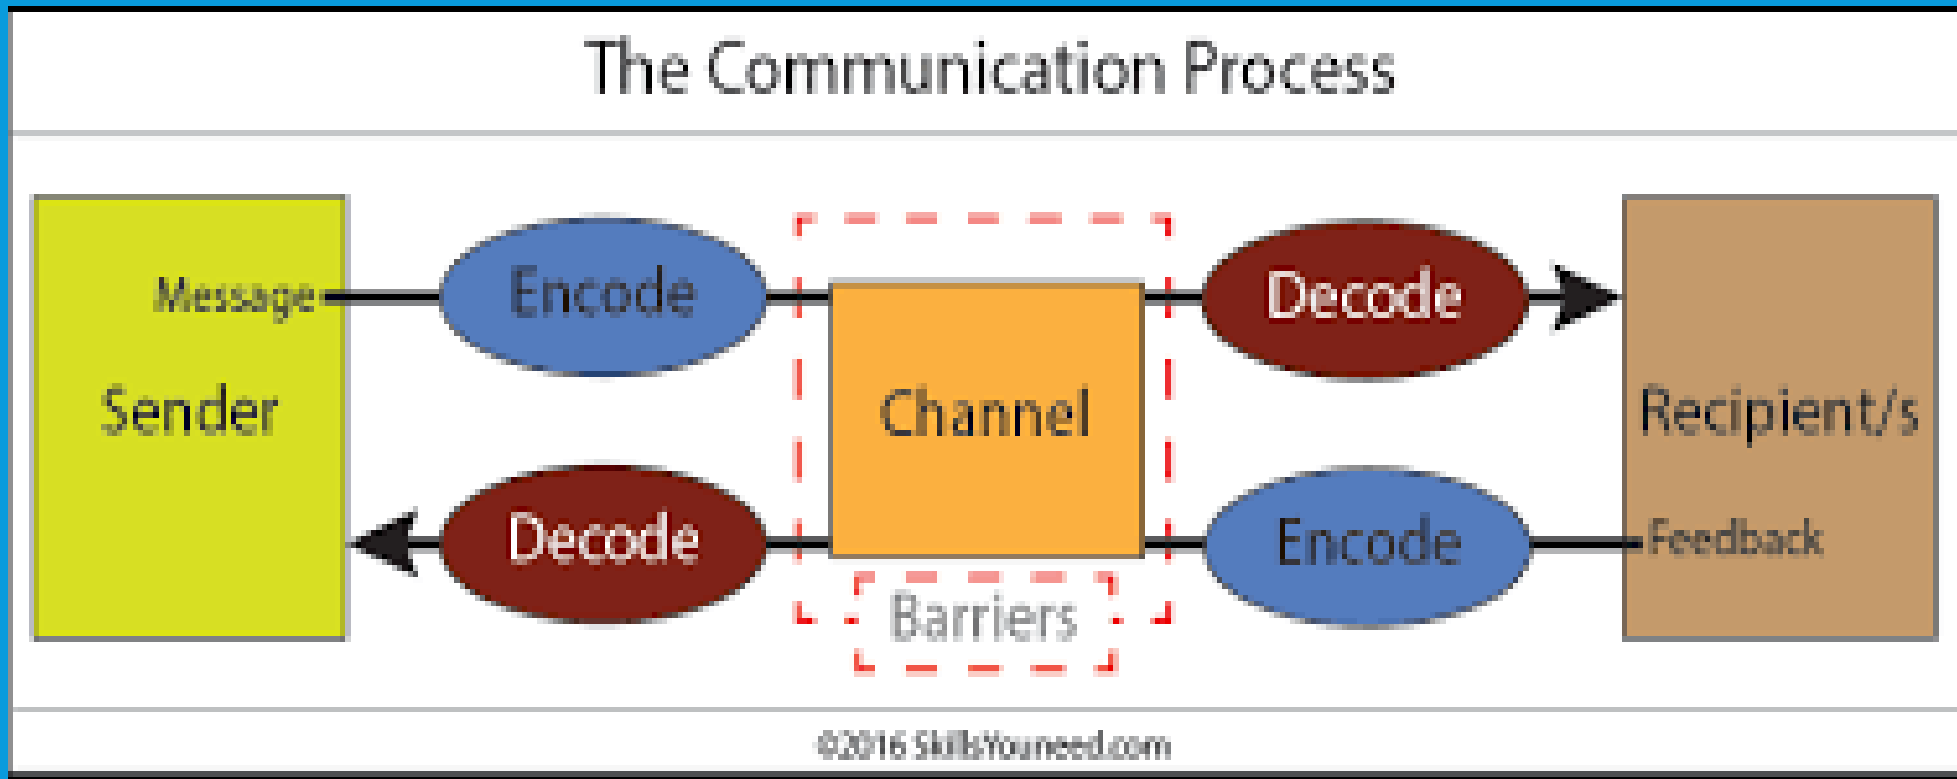 The Communication Process
Message
Encode
Decode
Sender
Channel
Recipient/s
Decode
Encode
Feedback
Barriers
©2016 SkillsYouneed.com